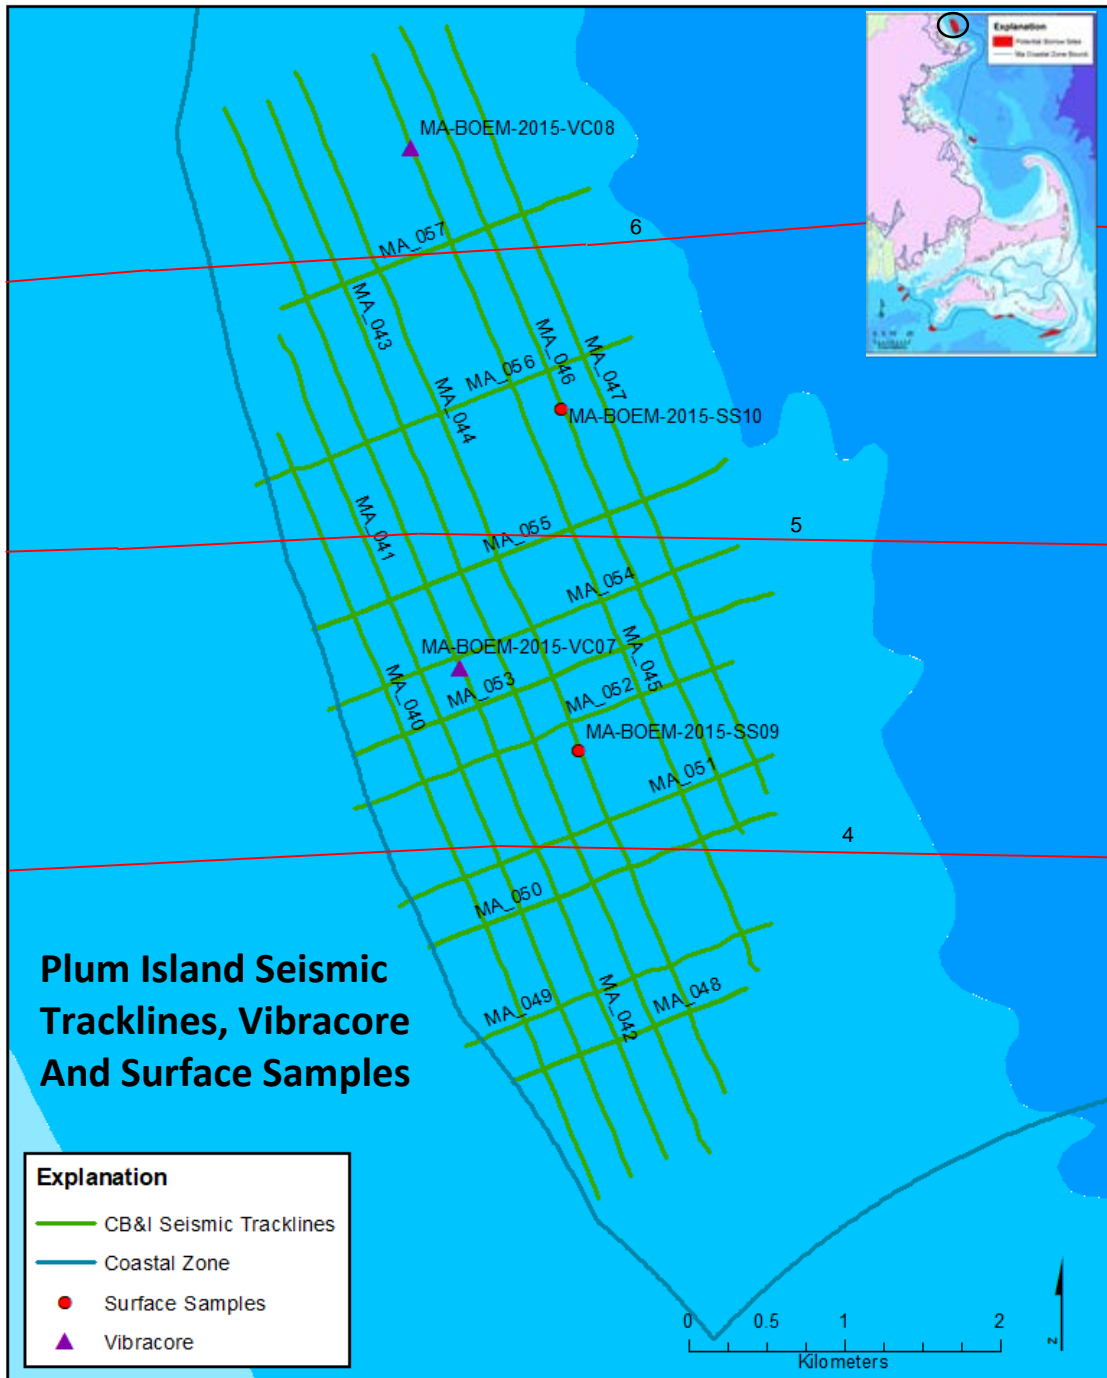 Explanation
Potential Borrow Sites
MA-BOEM-2015-VC08
MA_057
6
MA_043
MA_046
MA_047
MA_056
MA_044
MA-BOEM-2015-SS10
MA_041
MA_055
5
MA_054
MA-BOEM-2015-VC07
MA_045
MA_053
MA_040
MA_052
MA-BOEM-2015-SS09
MA_051
4
MA_050
MA_049
MA_042
MA_048
Plum Island Seismic
Tracklines, Vibracore
And Surface Samples
Explanation
CB&I Seismic Tracklines
Coastal Zone
Surface Samples
Vibracore
0 0.5 1 2
Kilometers
N